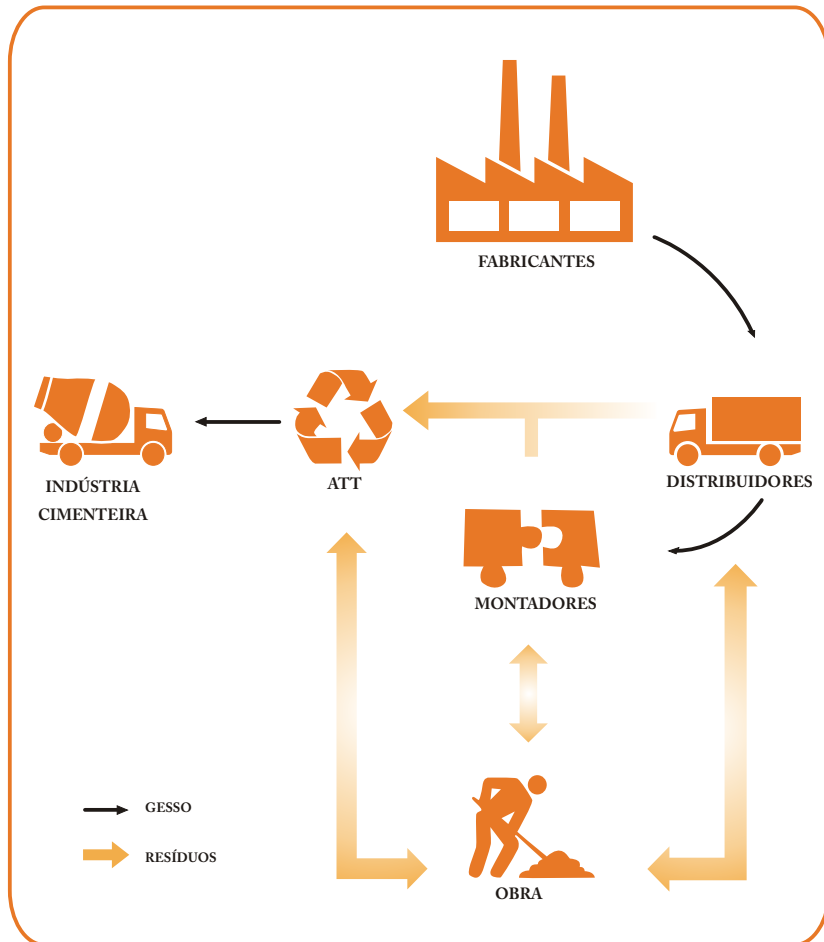 FABRICANTES
INDÚSTRIA
CIMENTEIRA
ATT
DISTRIBUIDORES
MONTADORES
GESSO
RESÍDUOS
OBRA